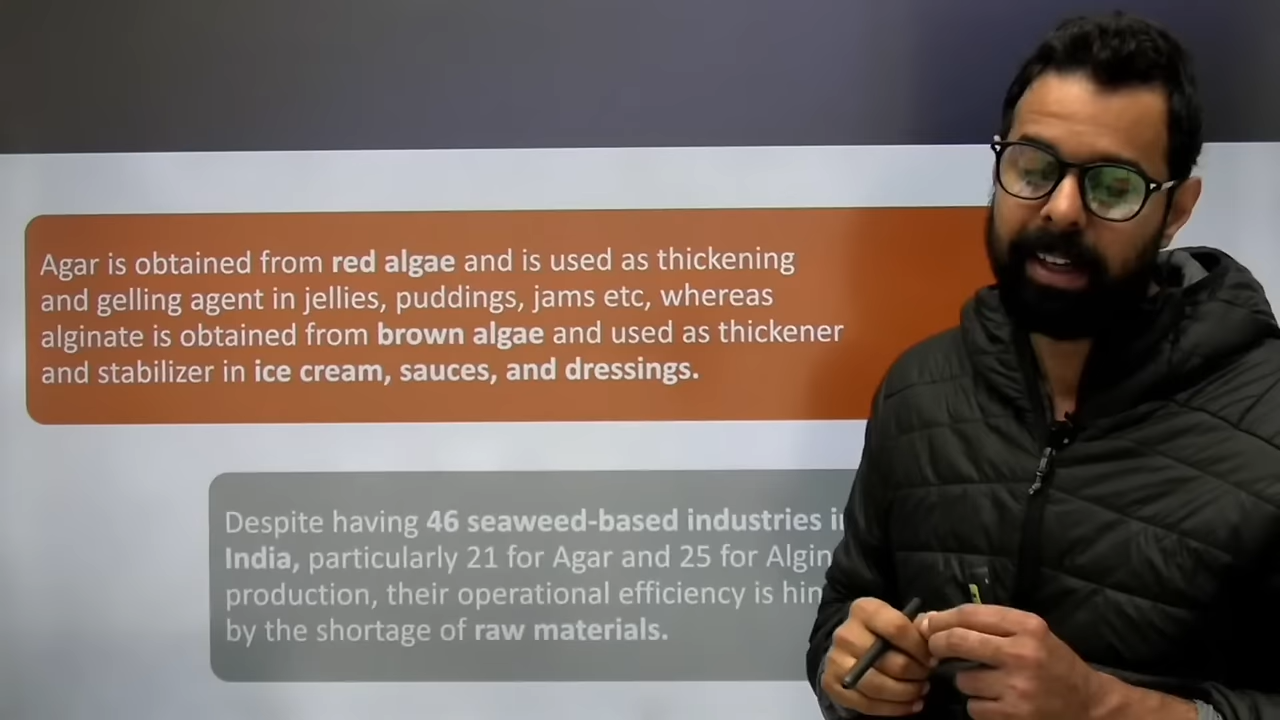 Agar is obtained from red algae and is used as thickening
and gelling agent in jellies, puddings, jams etc, whereas
alginate is obtained from brown algae and used as thickener
and stabilizer in ice cream, sauces, and dressings.
Despite having 46 seaweed-based industries
India, particularly 21 for Agar and 25 for
production, their operational efficiency is
by the shortage of raw materials.